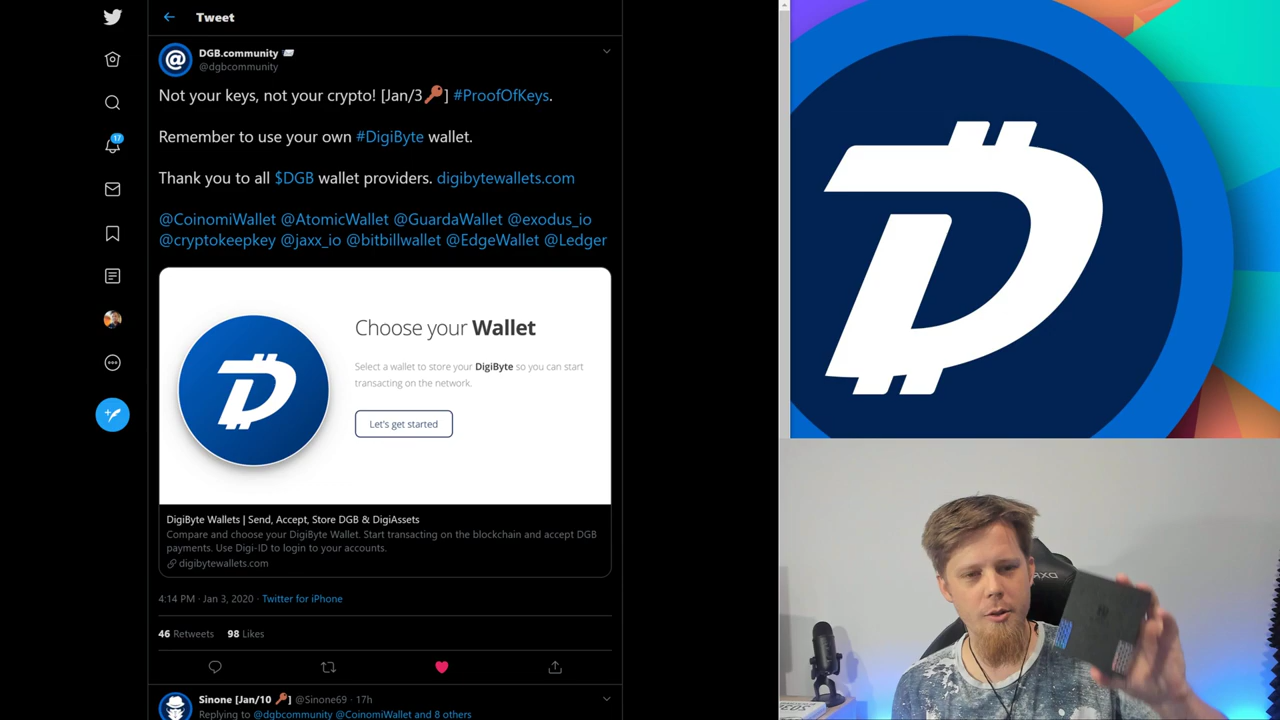 Tweet
DGB.community
@dgbcommunity
Not your keys, not your crypto! [Jan/3🔑] #ProofOfKeys.
Remember to use your own #DigiByte wallet.
Thank you to all $DGB wallet providers. digibytewallets.com
@CoinomiWallet @AtomicWallet @GuardaWallet @exodus_io
@cryptokeepkey @jaxx_io @bitbillwallet @EdgeWallet @Ledger
Choose your Wallet
Select a wallet to store your DigiByte so you can start
transacting on the network.
Let's get started
DigiByte Wallets | Send, Accept, Store DGB & DigiAssets
Compare and choose your DigiByte Wallet. Start transacting on the blockchain and accept DGB
payments. Use Digi-ID to login to your accounts.
digibytewallets.com
4:14 PM · Jan 3, 2020 · Twitter for iPhone
46 Retweets 98 Likes
Sinone [Jan/10 🔑] @Sinone69 · 17h
Replying to @dgbcommunity @CoinomiWallet and 8 others
17